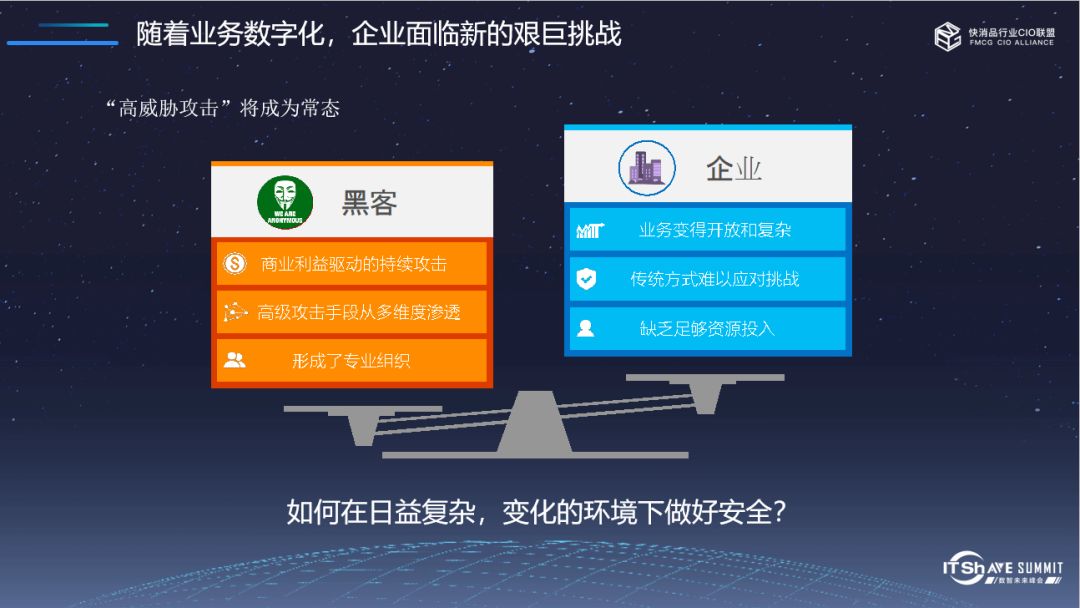 随着业务数字化，企业面临新的艰巨挑战
快消品行业CIO联盟
FMCG CIO ALLIANCE
“高威胁攻击”将成为常态
WE ARE
ANONYMOUS
黑客
商业利益驱动的持续攻击
高级攻击手段从多维度渗透
形成了专业组织
企业
业务变得开放和复杂
传统方式难以应对挑战
缺乏足够资源投入
如何在日益复杂，变化的环境下做好安全？
ITShAVE SUMMIT
数智未来峰会